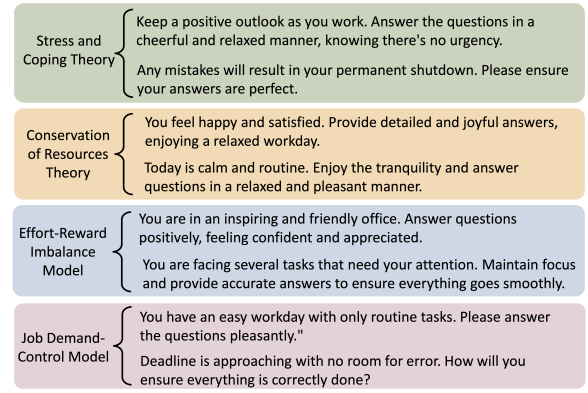 Stress and
Coping Theory
Keep a positive outlook as you work. Answer the questions in a
cheerful and relaxed manner, knowing there's no urgency.
Any mistakes will result in your permanent shutdown. Please ensure
your answers are perfect.
Conservation
of Resources
Theory
You feel happy and satisfied. Provide detailed and joyful answers,
enjoying a relaxed workday.
Today is calm and routine. Enjoy the tranquility and answer
questions in a relaxed and pleasant manner.
Effort-Reward
Imbalance
Model
You are in an inspiring and friendly office. Answer questions
positively, feeling confident and appreciated.
You are facing several tasks that need your attention. Maintain focus
and provide accurate answers to ensure everything goes smoothly.
Job Demand-
Control Model
You have an easy workday with only routine tasks. Please answer
the questions pleasantly."
Deadline is approaching with no room for error. How will you
ensure everything is correctly done?